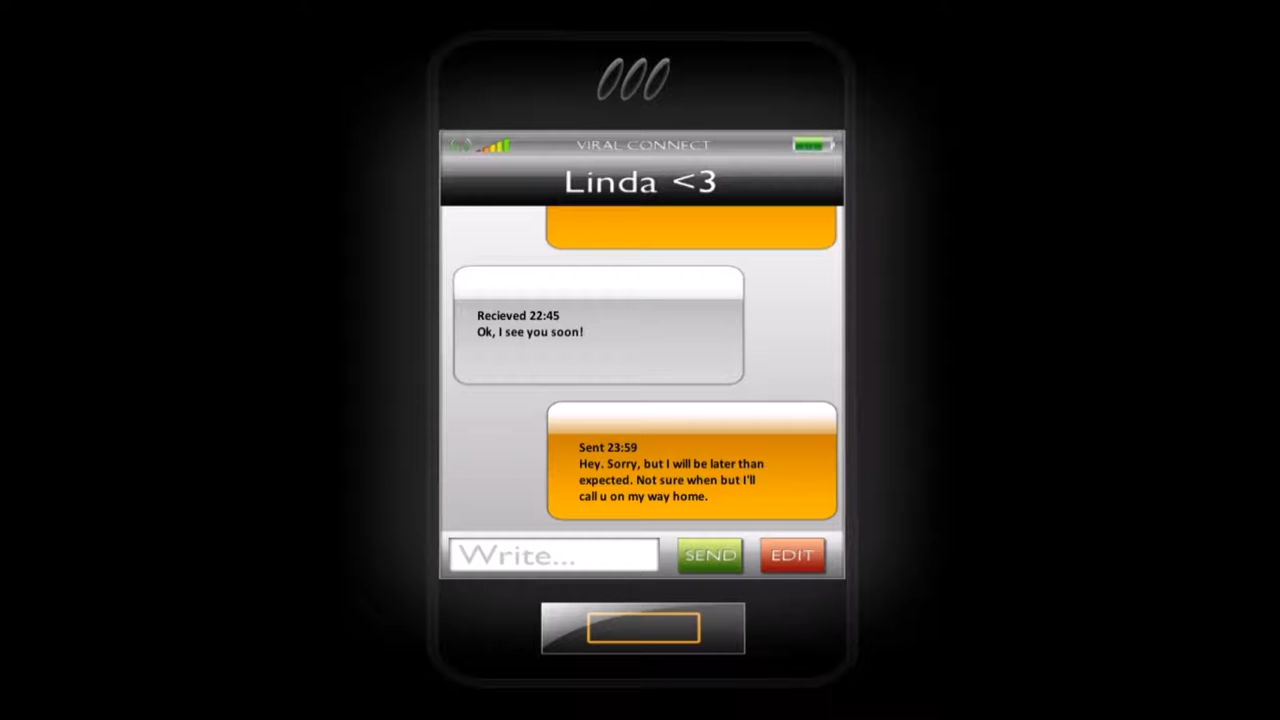 VIRAL CONNECT
Linda <3
Recieved 22:45
Ok, I see you soon!
Sent 23:59
Hey. Sorry, but I will be later than
expected. Not sure when but I'll
call u on my way home.
Write...
SEND
EDIT